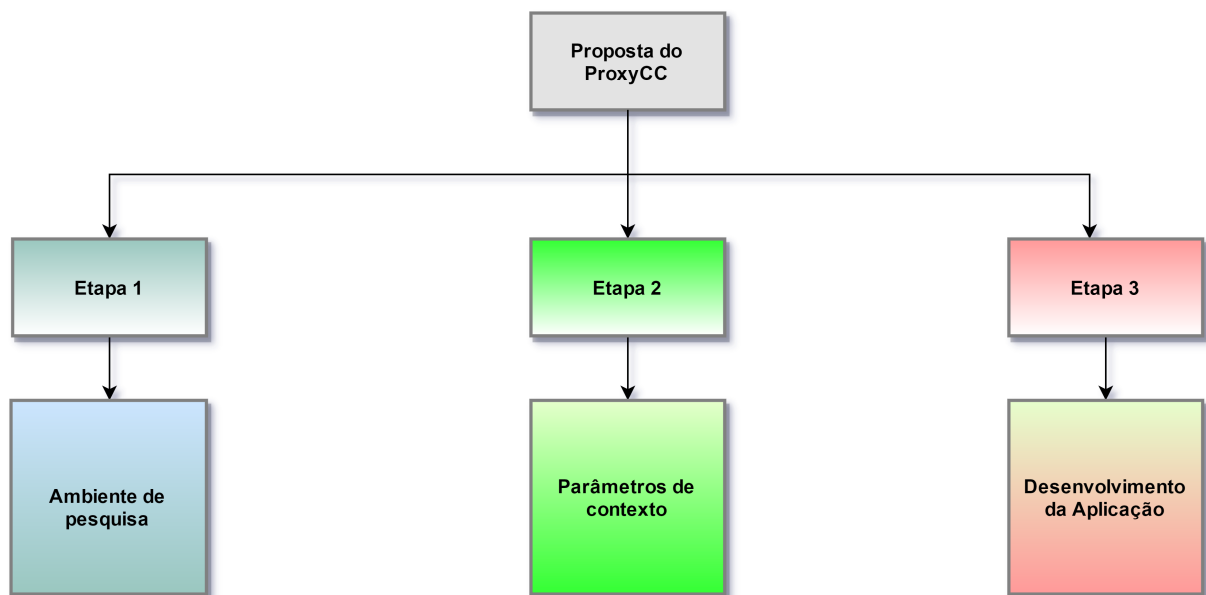 Proposta do
ProxyCC
Etapa 1
Etapa 2
Etapa 3
Ambiente de
pesquisa
Parâmetros de
contexto
Desenvolvimento
da Aplicação